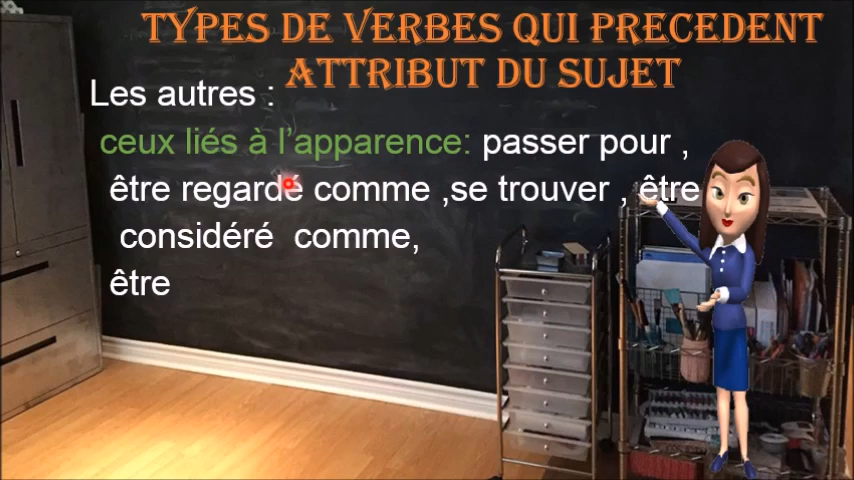 TYPES DE VERBES QUI PRECEDENT
ATTRIBUT DU SUJET
Les autres :
ceux liés à l'apparence: passer pour ,
être regardé comme ,se trouver , être
considéré comme,
être